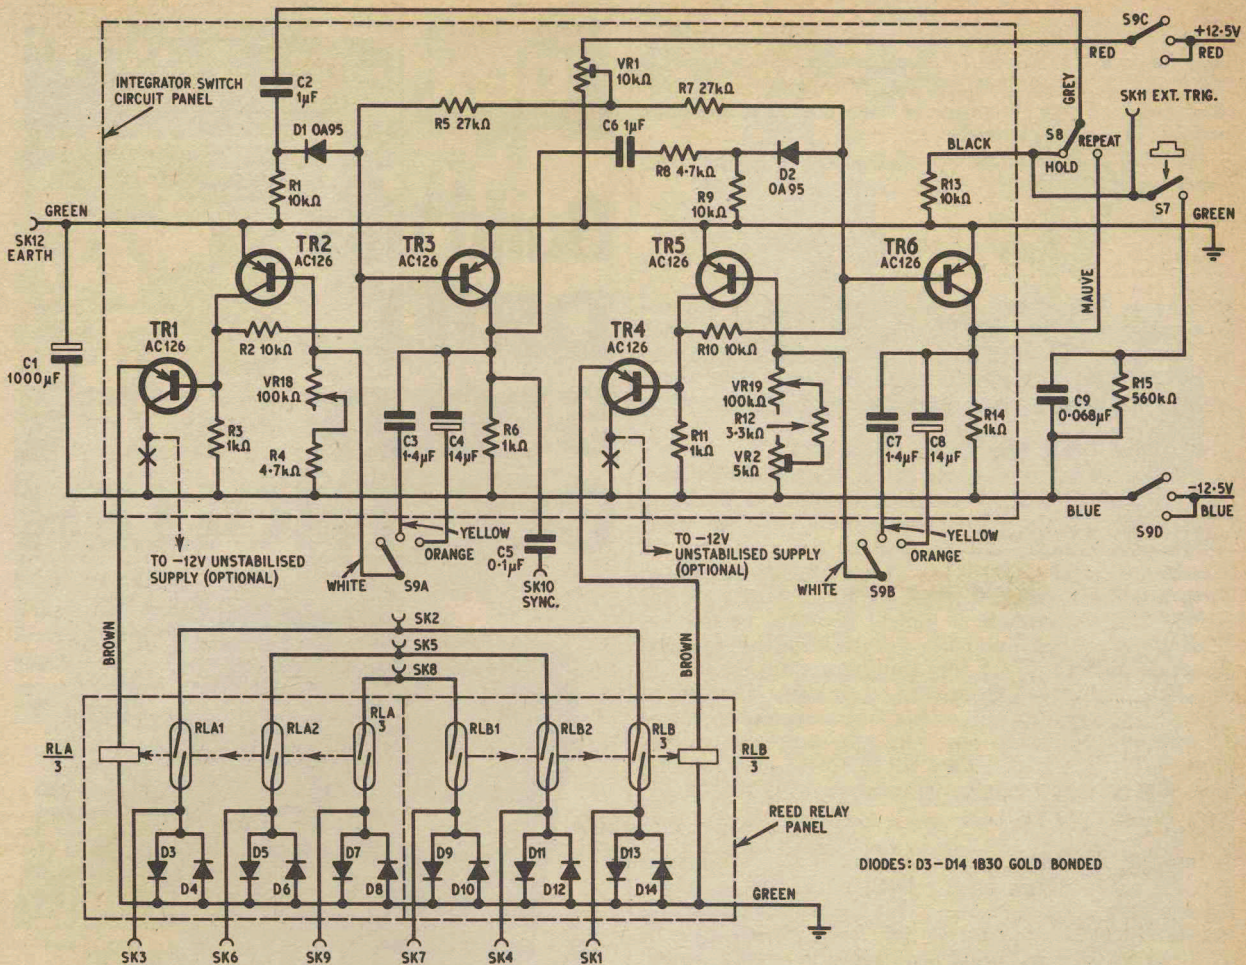 S9C
+12·5V
RED
RED
INTEGRATOR SWITCH
CIRCUIT PANEL
C2
1µF
VR1
10kΩ
R7 27kΩ
GREY
SK11 EXT. TRIG.
R5 27kΩ
D1 OA95
C6 1µF
S8
REPEAT
HOLD
BLACK
R8 4·7kΩ
D2
OA95
R1
10kΩ
R9
10kΩ
R13
10kΩ
S7
GREEN
GREEN
SK12
EARTH
TR2
AC126
TR3
AC126
TR5
AC126
TR6
AC126
MAUVE
TR1
AC126
R2 10kΩ
TR4
AC126
R10 10kΩ
C1
1000µF
VR18
100kΩ
VR19
100kΩ
R12
3·3kΩ
VR2
5kΩ
C9
0·068µF
R15
560kΩ
R3
1kΩ
R4
4·7kΩ
C3
1·4µF
C4
14µF
R6
1kΩ
R11
1kΩ
C7
1·4µF
C8
14µF
R14
1kΩ
-12·5V
BLUE
BLUE
S9D
YELLOW
ORANGE
YELLOW
ORANGE
TO -12V UNSTABILISED
SUPPLY (OPTIONAL)
WHITE
S9A
C5
0·1µF
SK10
SYNC.
TO -12V
UNSTABILISED
SUPPLY
(OPTIONAL)
WHITE
S9B
BROWN
SK2
SK5
SK8
BROWN
RLA
3
RLA1
RLA2
RLA
3
RLB1
RLB2
RLB
3
RLB
3
REED RELAY
PANEL
D3
D4
D5
D6
D7
D8
D9
D10
D11
D12
D13
D14
DIODES: D3-D14 1B30 GOLD BONDED
GREEN
SK3
SK6
SK9
SK7
SK4
SK1